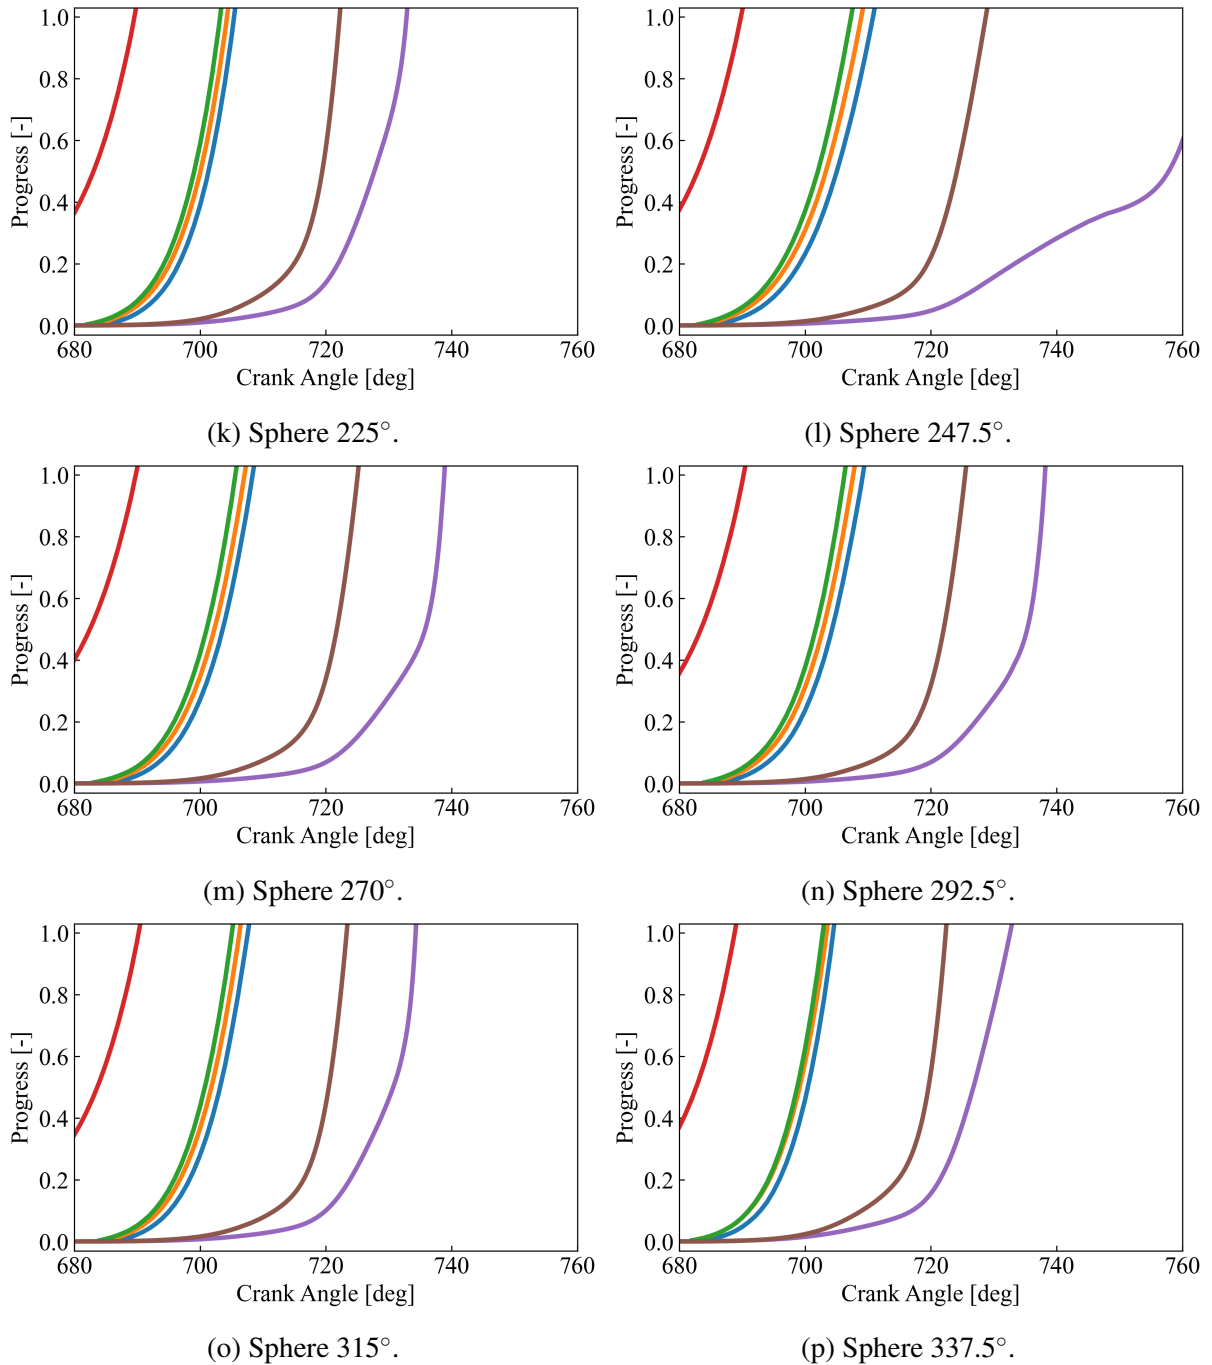 1.0
0.8
0.6
0.4
0.2
0.0
Progress [-]
680 700 720 740 760
Crank Angle [deg]
(k) Sphere 225°.
1.0
0.8
0.6
0.4
0.2
0.0
Progress [-]
680 700 720 740 760
Crank Angle [deg]
(l) Sphere 247.5°.
1.0
0.8
0.6
0.4
0.2
0.0
Progress [-]
680 700 720 740 760
Crank Angle [deg]
(m) Sphere 270°.
1.0
0.8
0.6
0.4
0.2
0.0
Progress [-]
680 700 720 740 760
Crank Angle [deg]
(n) Sphere 292.5°.
1.0
0.8
0.6
0.4
0.2
0.0
Progress [-]
680 700 720 740 760
Crank Angle [deg]
(o) Sphere 315°.
1.0
0.8
0.6
0.4
0.2
0.0
Progress [-]
680 700 720 740 760
Crank Angle [deg]
(p) Sphere 337.5°.